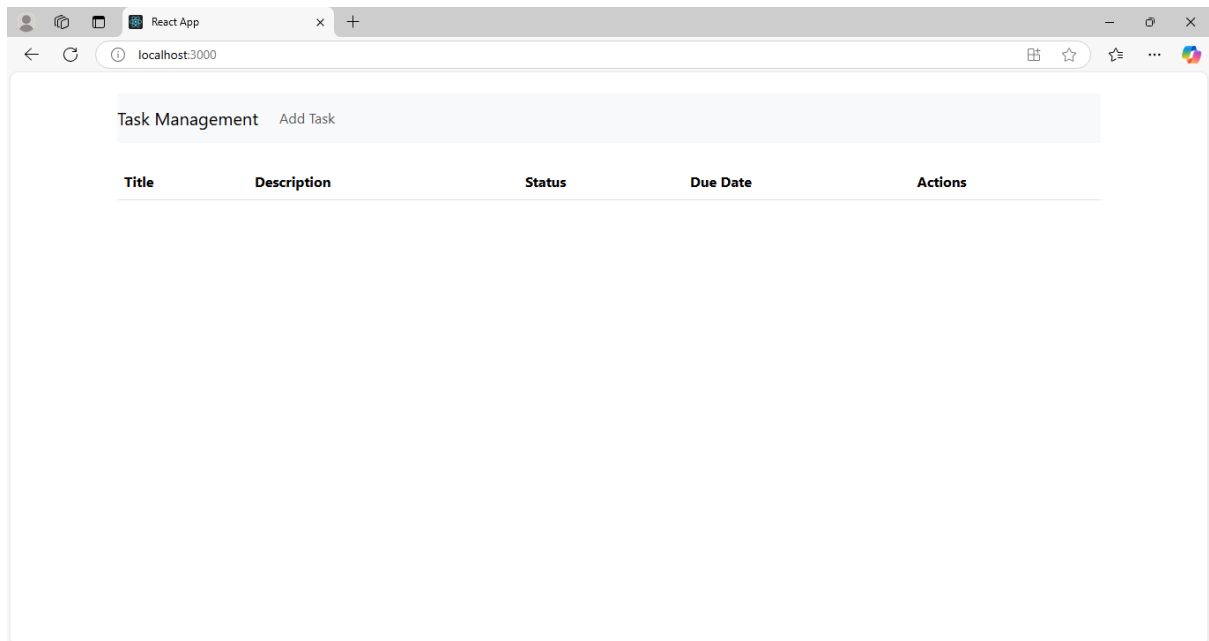 React App
localhost:3000
Task Management Add Task
Title Description Status Due Date Actions